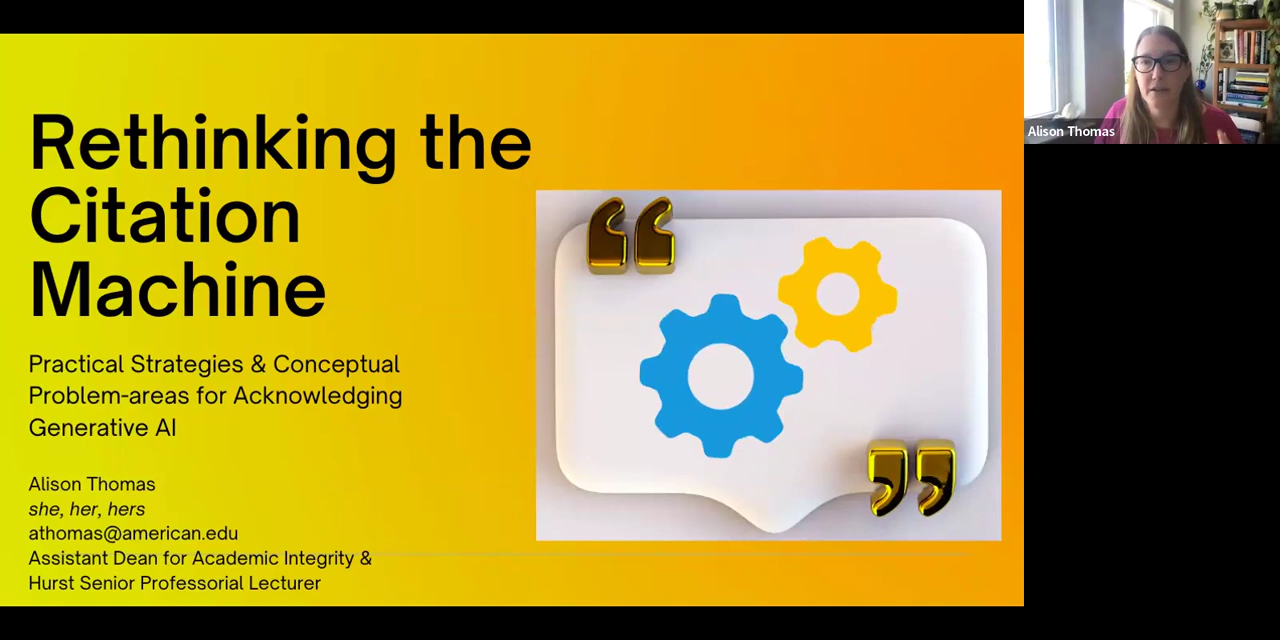 Rethinking the
Citation
Machine
Practical Strategies & Conceptual
Problem-areas for Acknowledging
Generative AI
Alison Thomas
she, her, hers
athomas@american.edu
Assistant Dean for Academic Integrity &
Hurst Senior Professorial Lecturer
Alison Thomas